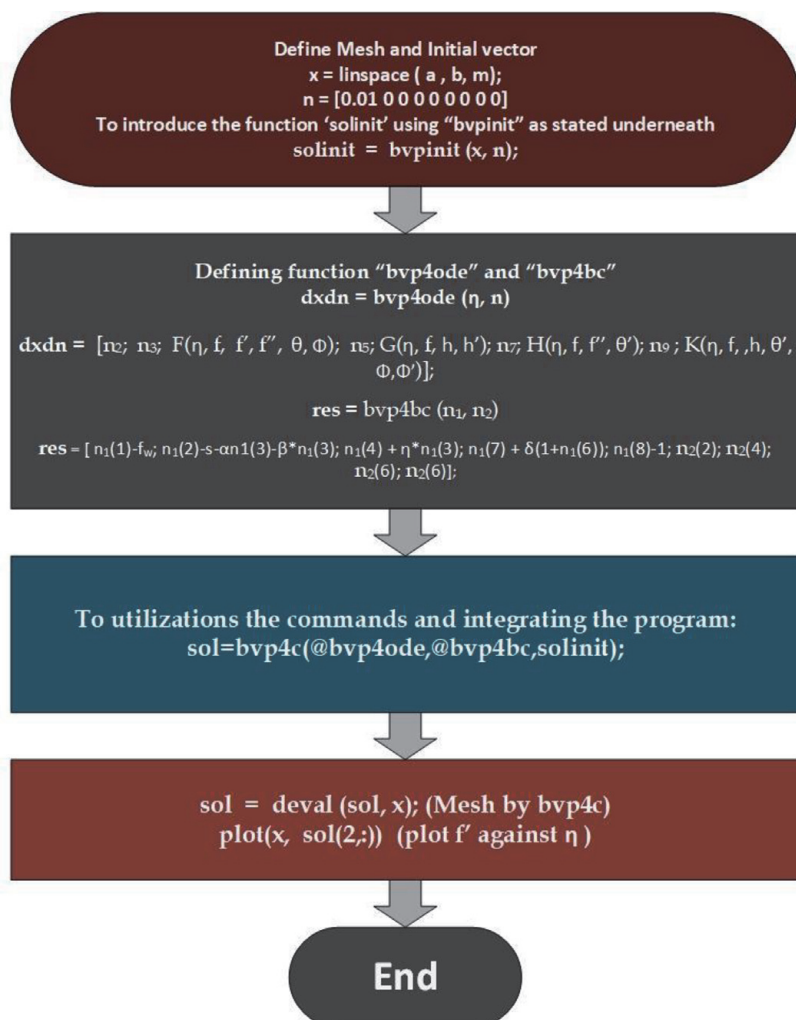 Define Mesh and Initial vector
x = linspace ( a , b, m);
n = [0.01 0 0 0 0 0 0 0 0]
To introduce the function ‘solinit’ using “bvpinit” as stated underneath
solinit = bvpinit (x, n);
Defining function “bvp4ode” and “bvp4bc”
dxdn = bvp4ode (η, n)
dxdn = [n₂; n₃; F(η, f, f′, f″, θ, Φ); n₅; G(η, f, h, h′); n₇; H(η, f, f″, θ′); n₉ ; K(η, f, ,h, θ′,
Φ,Φ′)];
res = bvp4bc (n₁, n₂)
res = [ n₁(1)-fw; n₁(2)-s-αn1(3)-β*n₁(3); n₁(4) + η*n₁(3); n₁(7) + δ(1+n₁(6)); n₁(8)-1; n₂(2); n₂(4);
n₂(6); n₂(6)];
To utilizations the commands and integrating the program:
sol=bvp4c(@bvp4ode,@bvp4bc,solinit);
sol = deval (sol, x); (Mesh by bvp4c)
plot(x, sol(2,:)) (plot f′ against η )
End